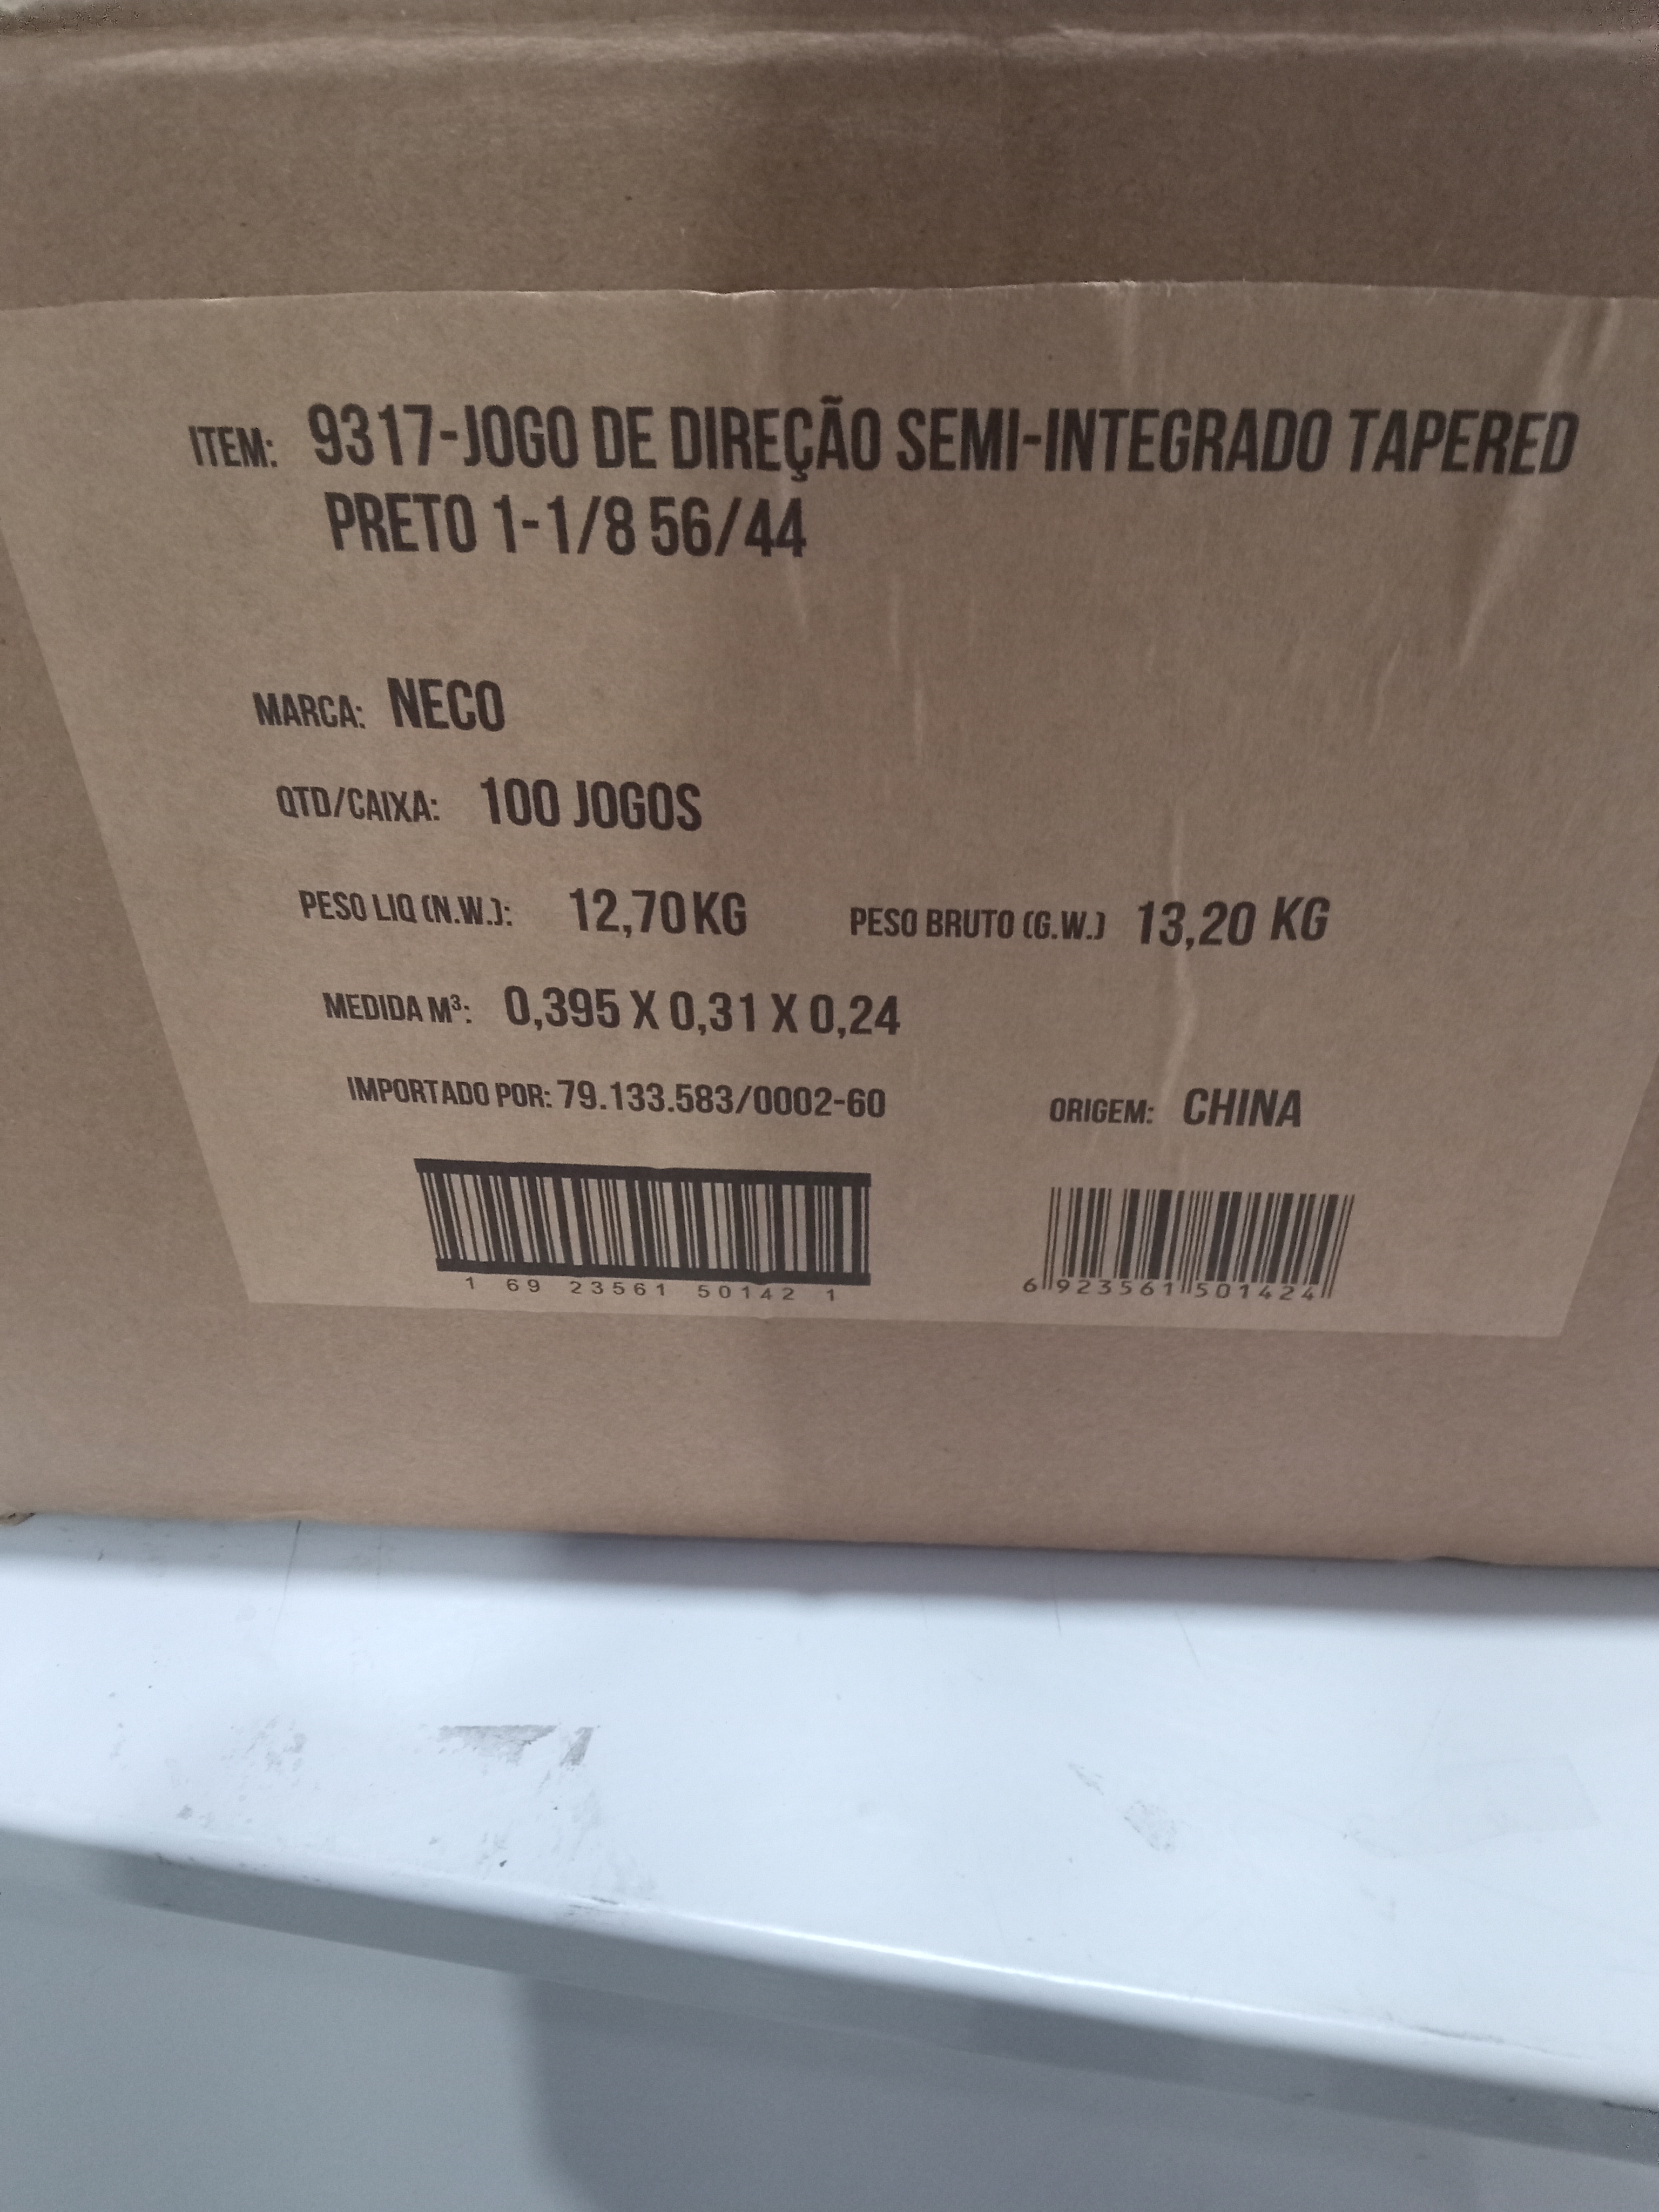 ITEM: 9317-JOGO DE DIREÇÃO SEMI-INTEGRADO TAPERED
PRETO 1-1/8 56/44
MARCA: NECO
QTD/CAIXA: 100 JOGOS
PESO LIQ (N.W.): 12,70 KG PESO BRUTO (G.W.) 13,20 KG
MEDIDA M³: 0,395 X 0,31 X 0,24
IMPORTADO POR: 79.133.583/0002-60 ORIGEM: CHINA
1 69 23561 50142 1 6 923561 501424